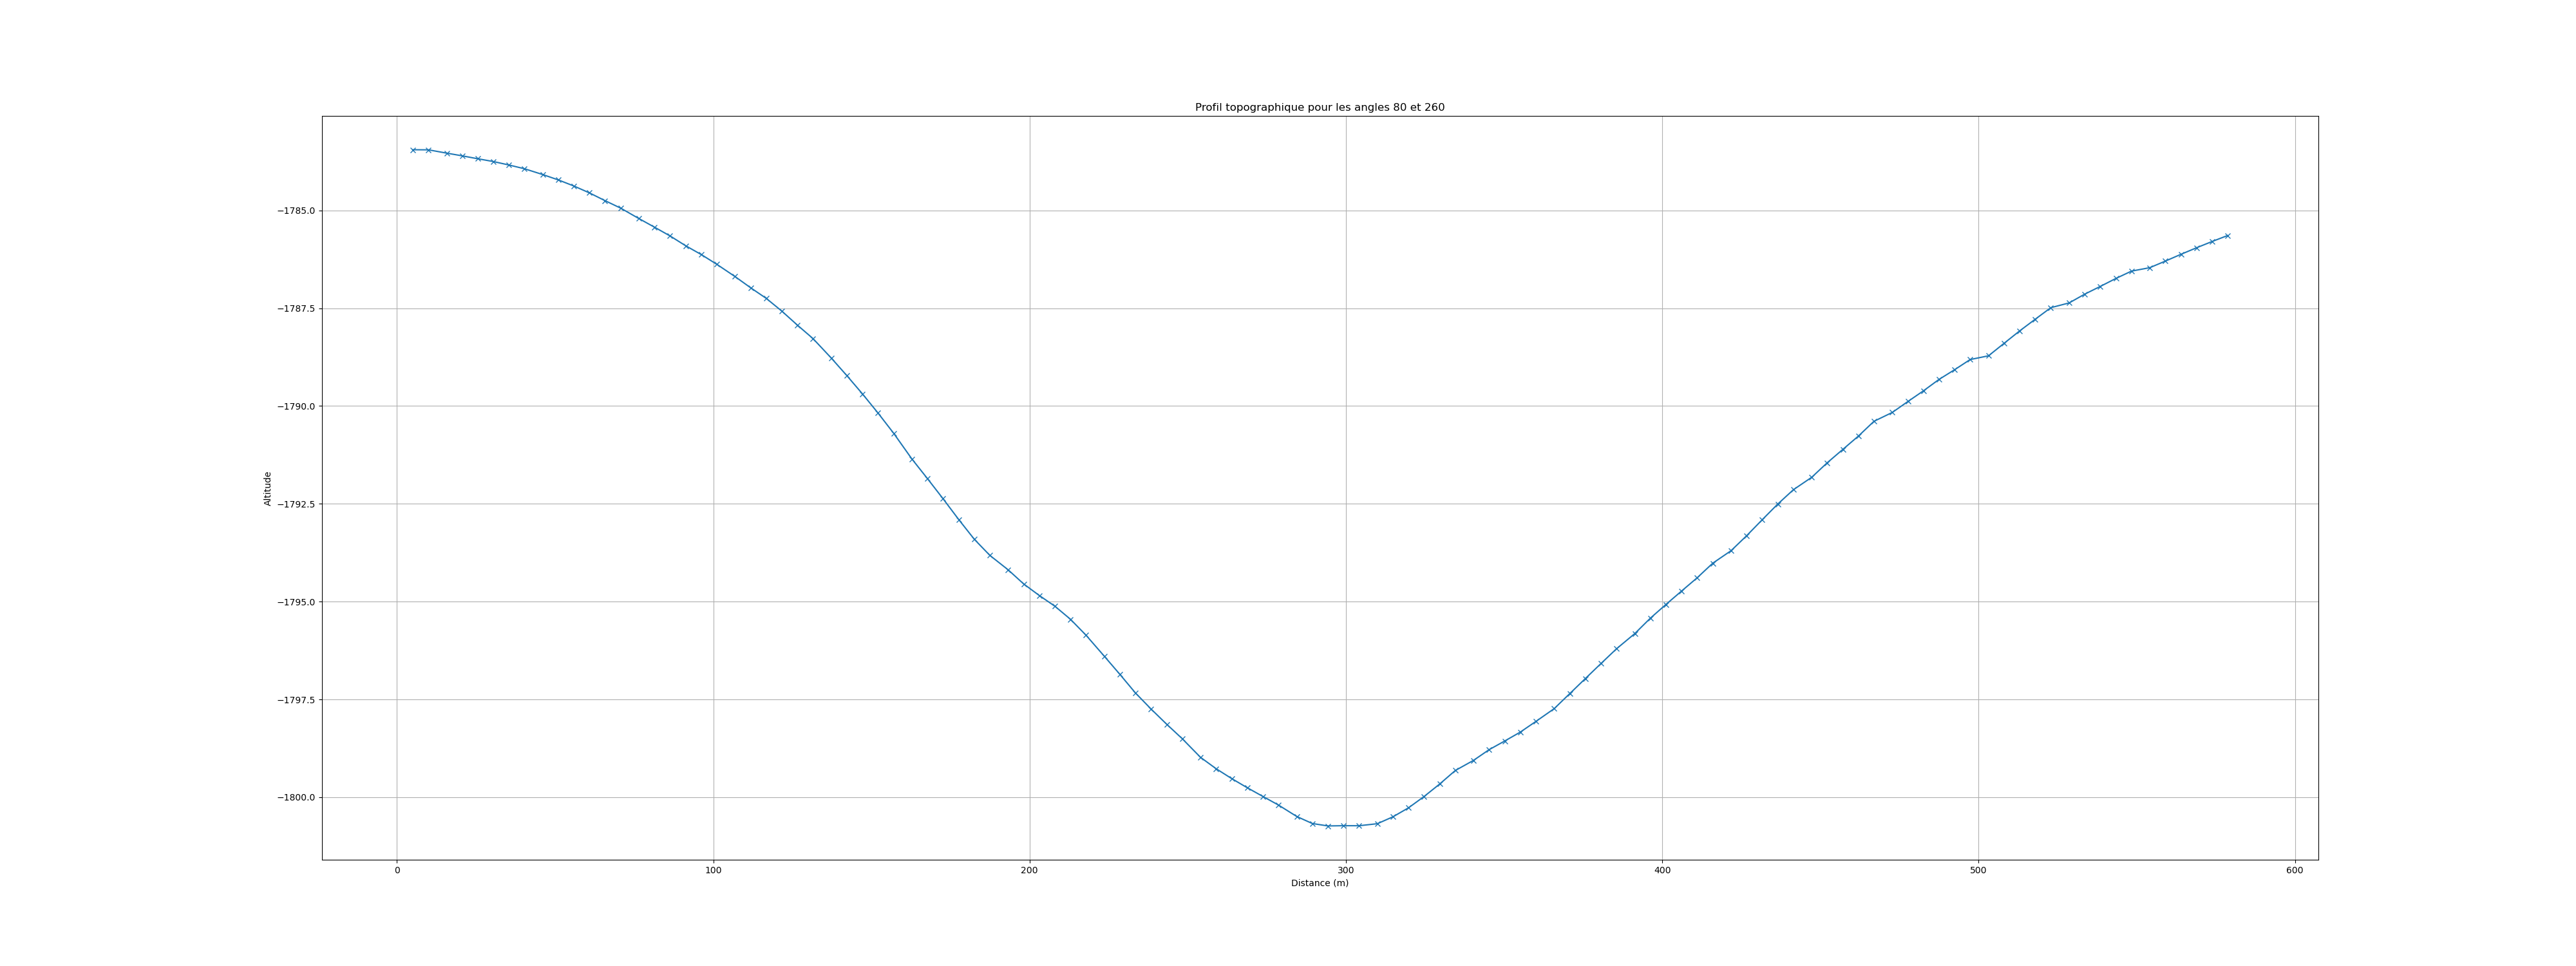 Profil topographique pour les angles 80 et 260
Altitude
−1785.0
−1787.5
−1790.0
−1792.5
−1795.0
−1797.5
−1800.0
0 100 200 300 400 500 600
Distance (m)